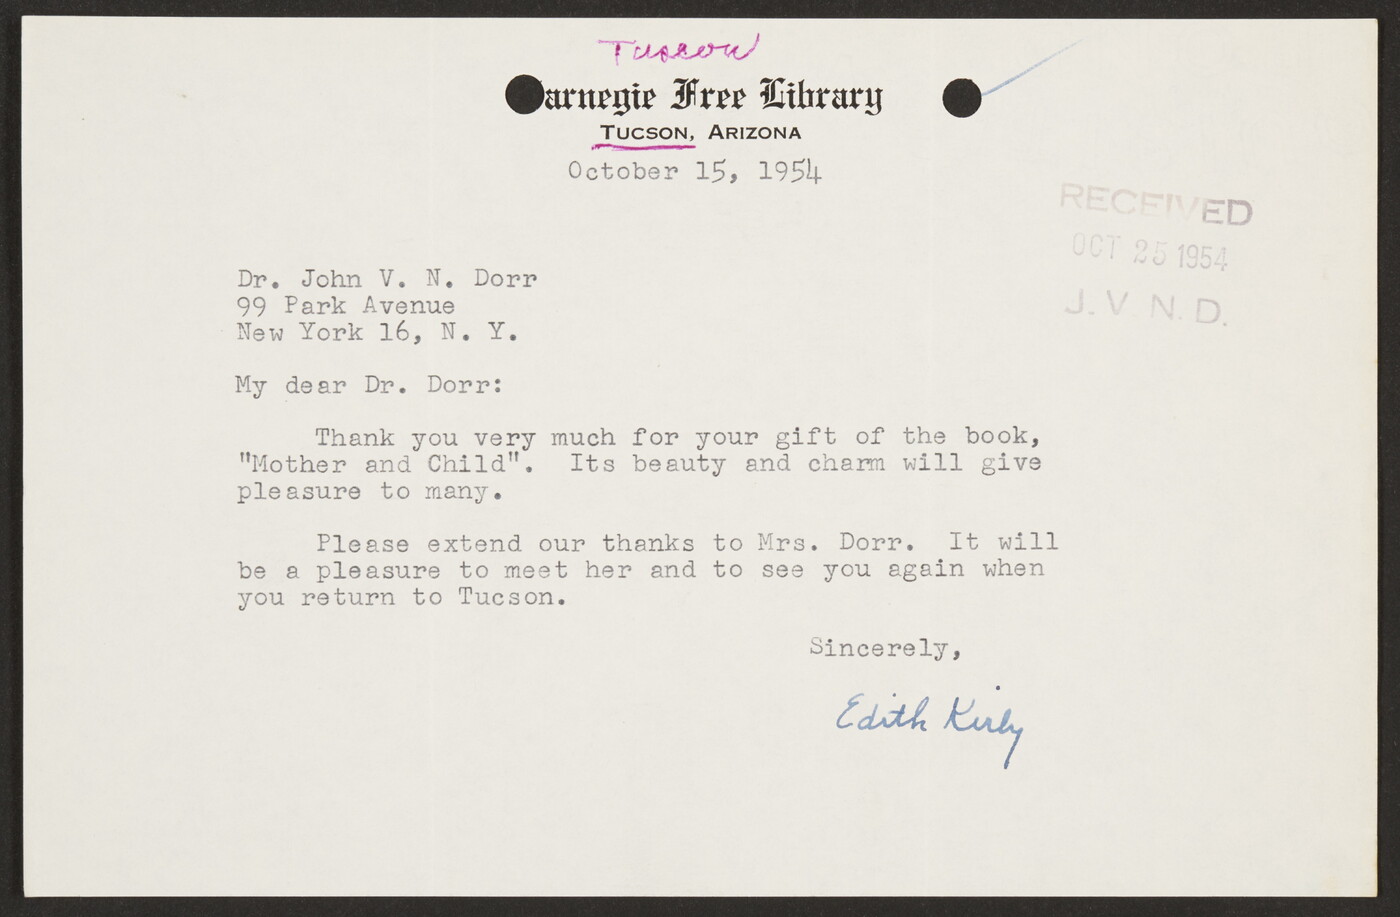 Tucson
Carnegie Free Library
Tucson, Arizona
October 15, 1954
RECEIVED
OCT 25 1954
J. V. N. D.
Dr. John V. N. Dorr
99 Park Avenue
New York 16, N. Y.
My dear Dr. Dorr:
Thank you very much for your gift of the book,
"Mother and Child". Its beauty and charm will give
pleasure to many.
Please extend our thanks to Mrs. Dorr. It will
be a pleasure to meet her and to see you again when
you return to Tucson.
Sincerely,
Edith Kirby